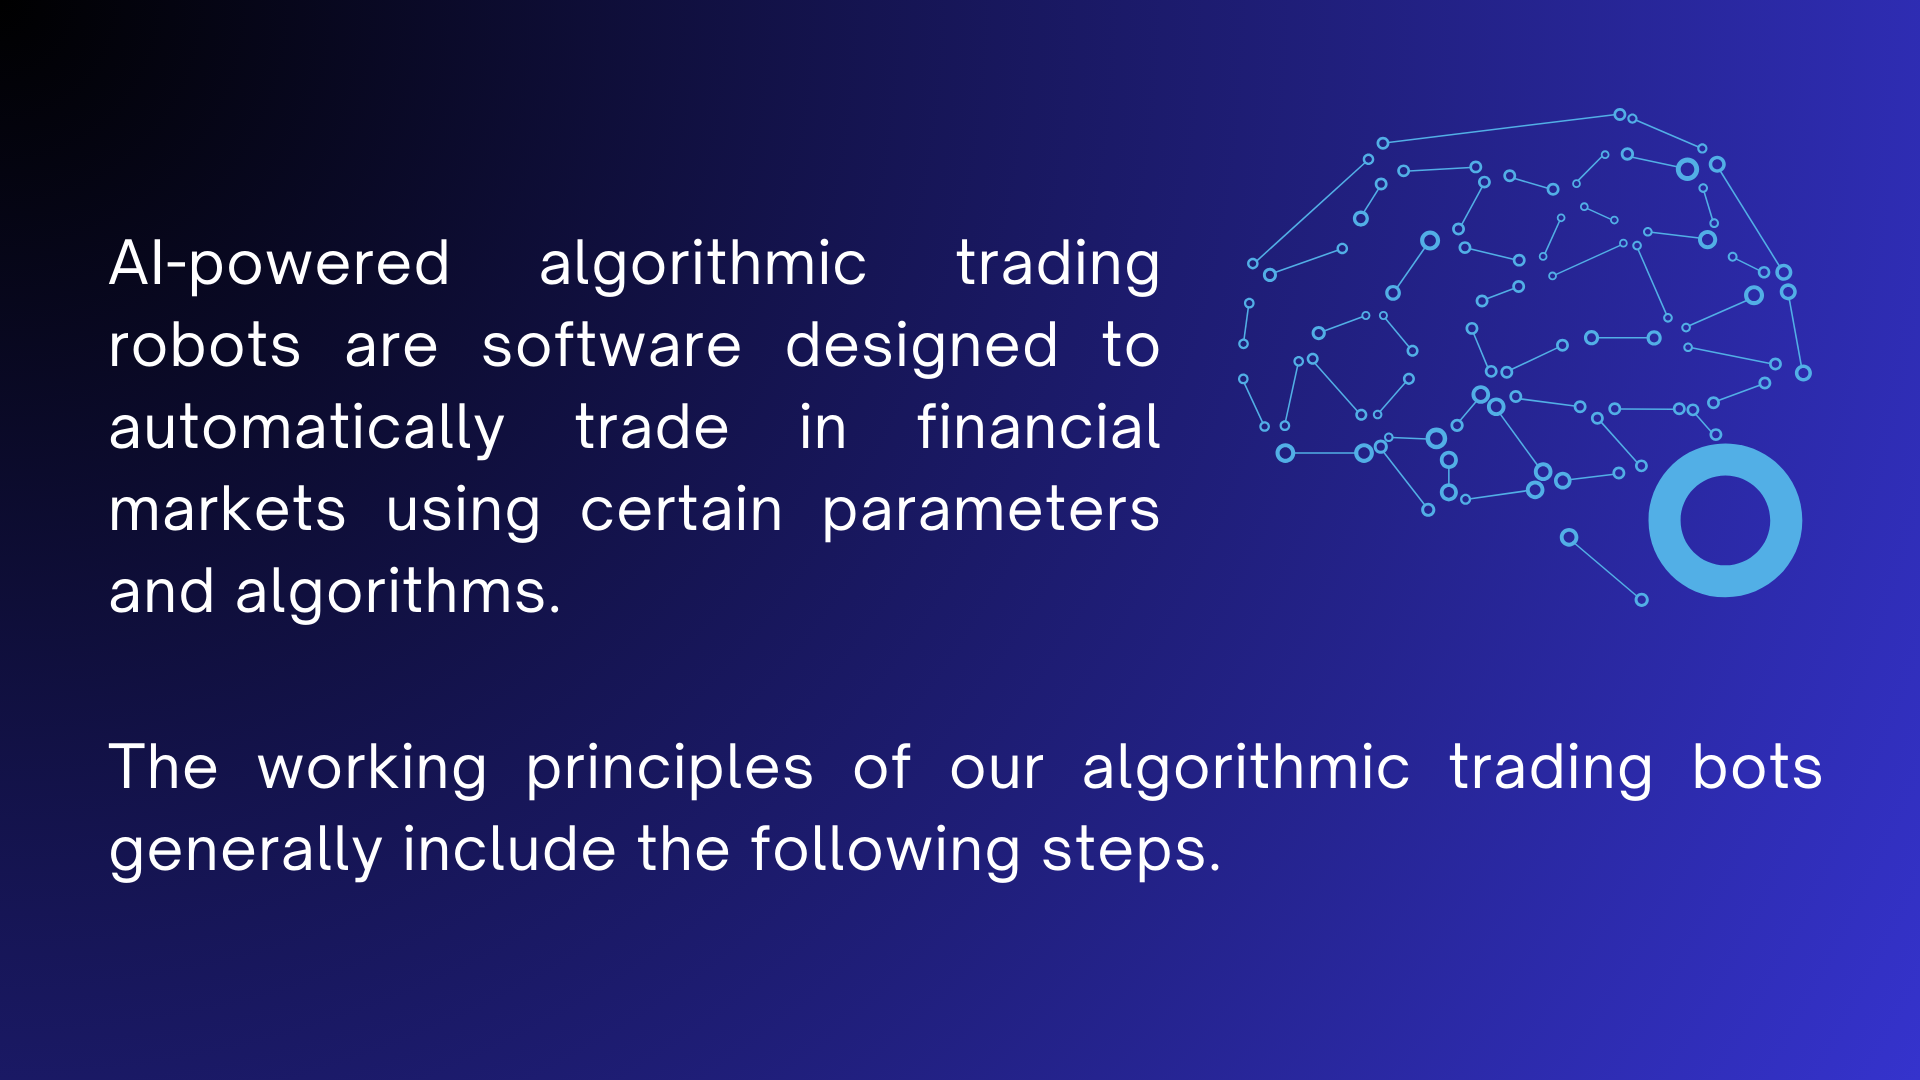 AI-powered algorithmic trading
robots are software designed to
automatically trade in financial
markets using certain parameters
and algorithms.
The working principles of our algorithmic trading bots
generally include the following steps.